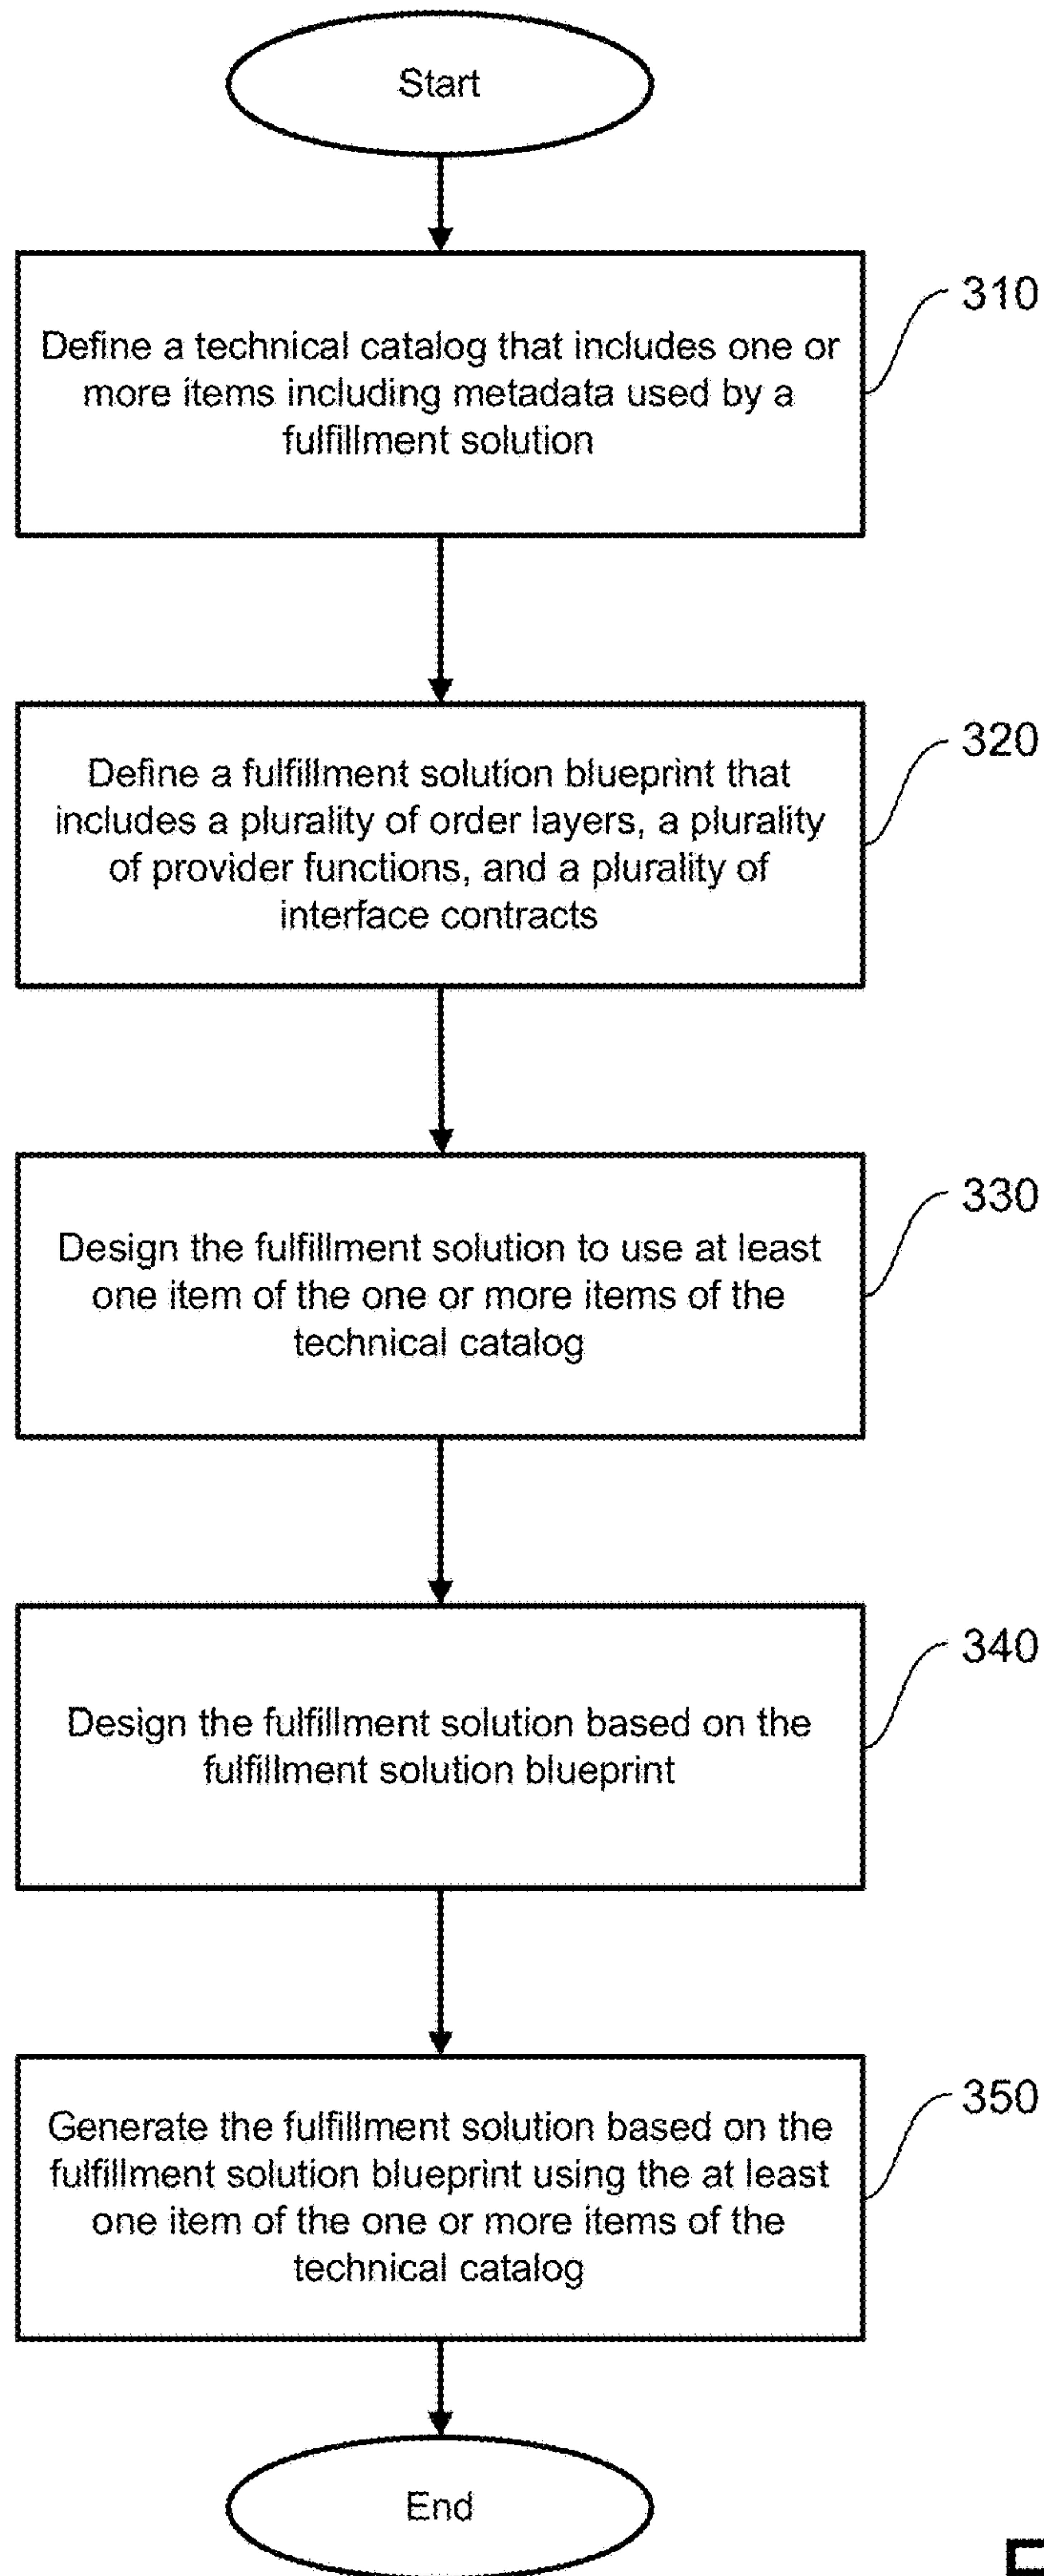 Start
310
Define a technical catalog that includes one or
more items including metadata used by a
fulfillment solution
320
Define a fulfillment solution blueprint that
includes a plurality of order layers, a plurality
of provider functions, and a plurality of
interface contracts
330
Design the fulfillment solution to use at least
one item of the one or more items of the
technical catalog
340
Design the fulfillment solution based on the
fulfillment solution blueprint
350
Generate the fulfillment solution based on the
fulfillment solution blueprint using the at least
one item of the one or more items of the
technical catalog
End